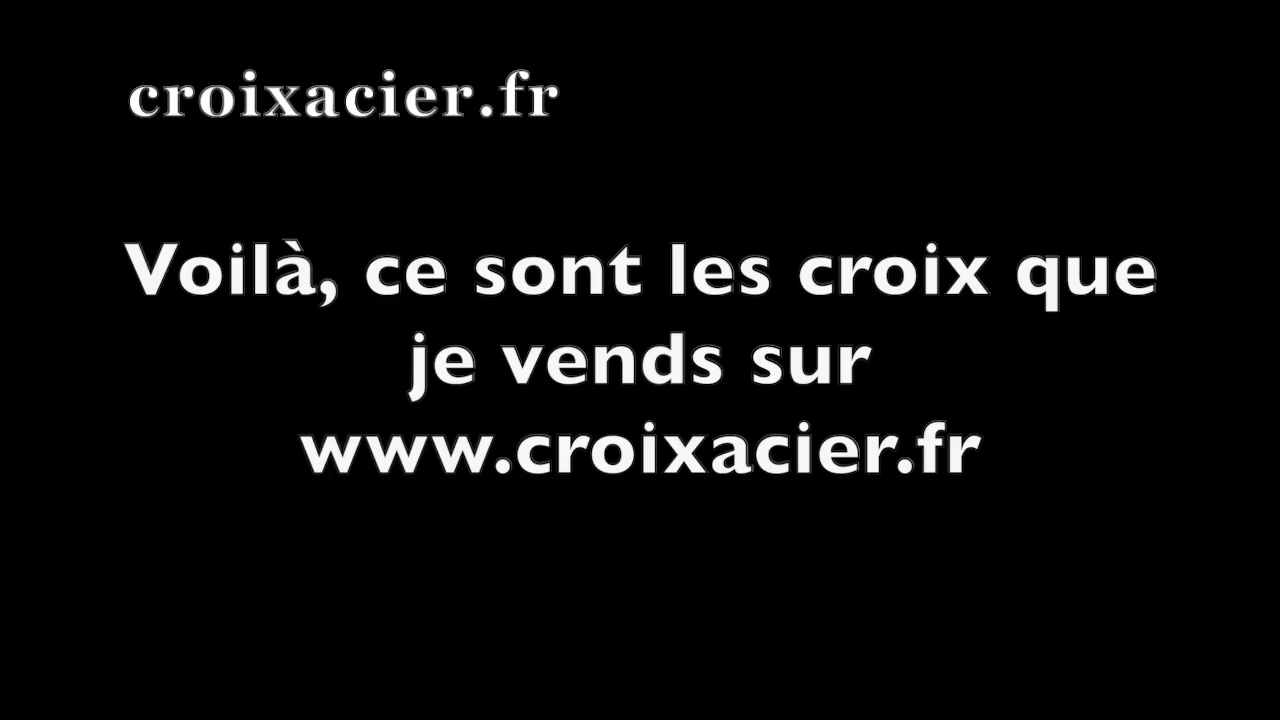 croixacier.fr
Voilà, ce sont les croix que
je vends sur
www.croixacier.fr